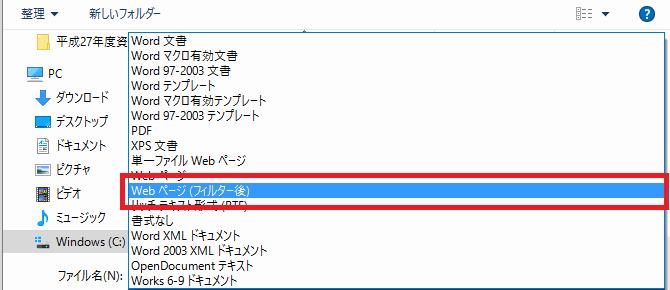 整理 新しいフォルダー
平成27年度資
PC
ダウンロード
デスクトップ
ドキュメント
ピクチャ
ビデオ
ミュージック
Windows (C:)
ファイル名(N):
Word 文書
Word マクロ有効文書
Word 97-2003 文書
Word テンプレート
Word マクロ有効テンプレート
Word 97-2003 テンプレート
PDF
XPS 文書
単一ファイル Web ページ
Web ページ
Web ページ (フィルター後)
リッチテキスト形式 (RTF)
書式なし
Word XML ドキュメント
Word 2003 XML ドキュメント
OpenDocument テキスト
Works 6-9 ドキュメント